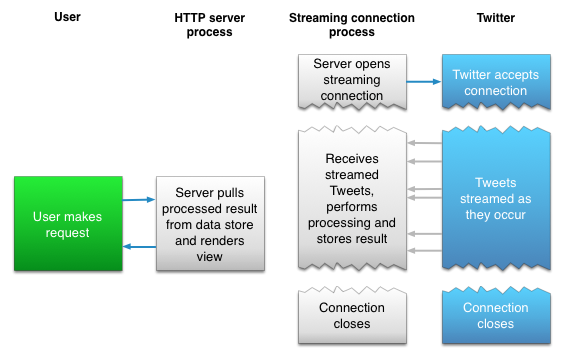 User
HTTP server
process
Streaming connection
process
Twitter
Server opens
streaming
connection
Twitter accepts
connection
User makes
request
Server pulls
processed result
from data store
and renders
view
Receives
streamed
Tweets,
performs
processing and
stores result
Tweets
streamed as
they occur
Connection
closes
Connection
closes